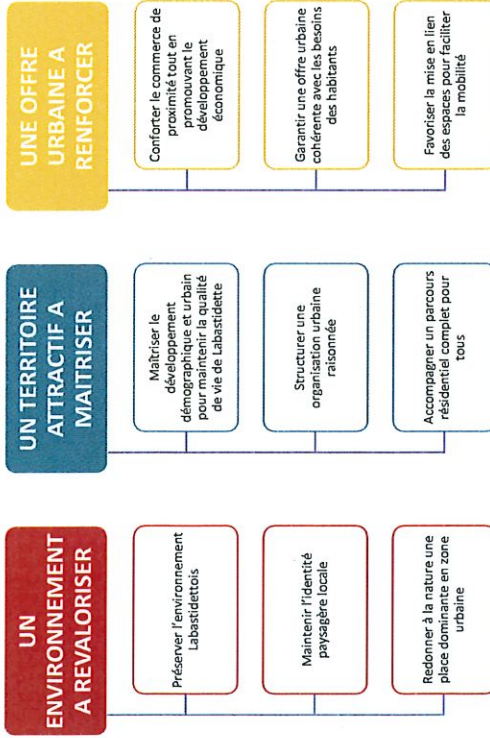 UN
ENVIRONNEMENT
A REVALORISER
Préserver l'environnement
Labastidettois
Maintenir l'identité
paysagère locale
Redonner à la nature une
place dominante en zone
urbaine
UN TERRITOIRE
ATTRACTIF A
MAITRISER
Maîtriser le
développement
démographique et urbain
pour maintenir la qualité
de vie de Labastidette
Structurer une
organisation urbaine
raisonnée
Accompagner un parcours
résidentiel complet pour
tous
UNE OFFRE
URBAINE A
RENFORCER
Conforter le commerce de
proximité tout en
promouvant le
développement
économique
Garantir une offre urbaine
cohérente avec les besoins
des habitants
Favoriser la mise en lien
des espaces pour faciliter
la mobilité